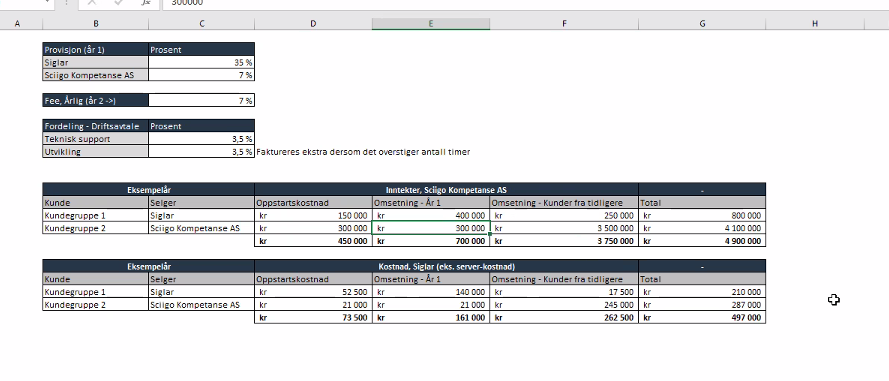 300000
A B C D E F G H
Provisjon (år 1) Prosent
Siglar 35 %
Sciigo Kompetanse AS 7 %
Fee, Årlig (år 2 ->) 7 %
Fordeling - Driftsavtale Prosent
Teknisk support 3,5 %
Utvikling 3,5 % Faktureres ekstra dersom det overstiger antall timer
Eksempelår Inntekter, Sciigo Kompetanse AS -
Kunde Selger Oppstartskostnad Omsetning - År 1 Omsetning - Kunder fra tidligere Total
Kundegruppe 1 Siglar kr 150 000 kr 400 000 kr 250 000 kr 800 000
Kundegruppe 2 Sciigo Kompetanse AS kr 300 000 kr 300 000 kr 3 500 000 kr 4 100 000
kr 450 000 kr 700 000 kr 3 750 000 kr 4 900 000
Eksempelår Kostnad, Siglar (eks. server-kostnad) -
Kunde Selger Oppstartskostnad Omsetning - År 1 Omsetning - Kunder fra tidligere Total
Kundegruppe 1 Siglar kr 52 500 kr 140 000 kr 17 500 kr 210 000
Kundegruppe 2 Sciigo Kompetanse AS kr 21 000 kr 21 000 kr 245 000 kr 287 000
kr 73 500 kr 161 000 kr 262 500 kr 497 000